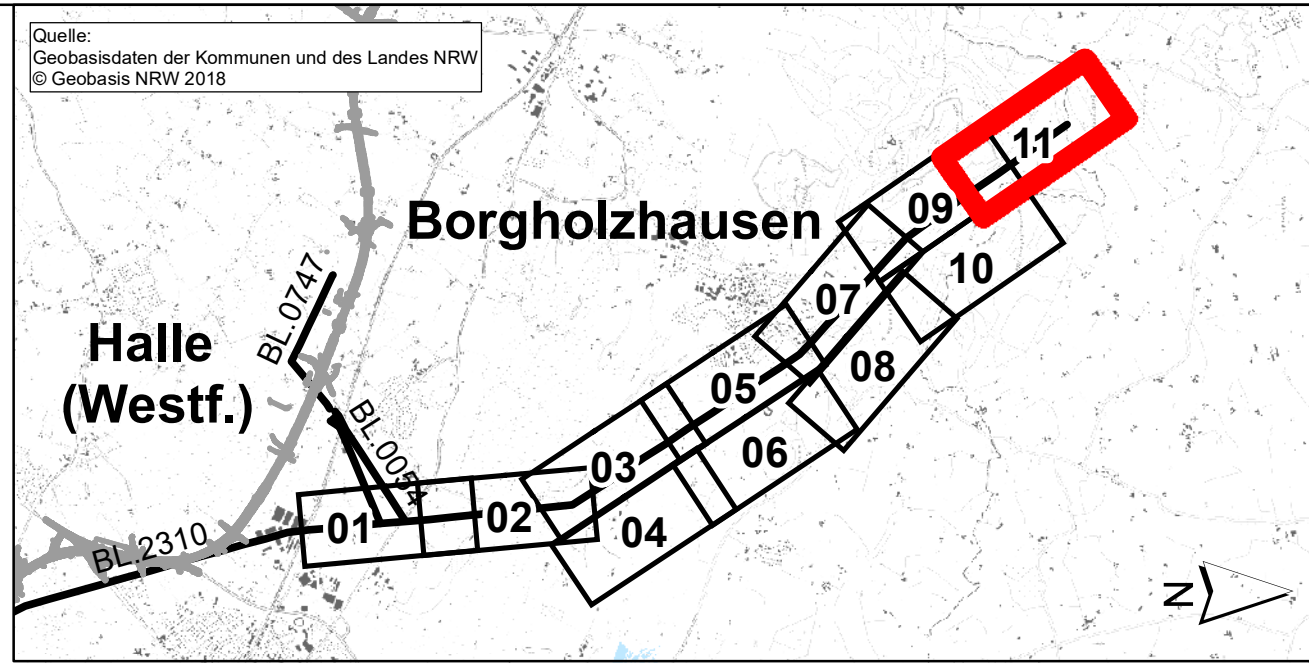 Quelle:
Geobasisdaten der Kommunen und des Landes NRW
© Geobasis NRW 2018
11
Borgholzhausen
09
10
BL.0747
07
Halle
(Westf.)
08
05
BL.0054
06
03
02
01
04
BL.2310
N